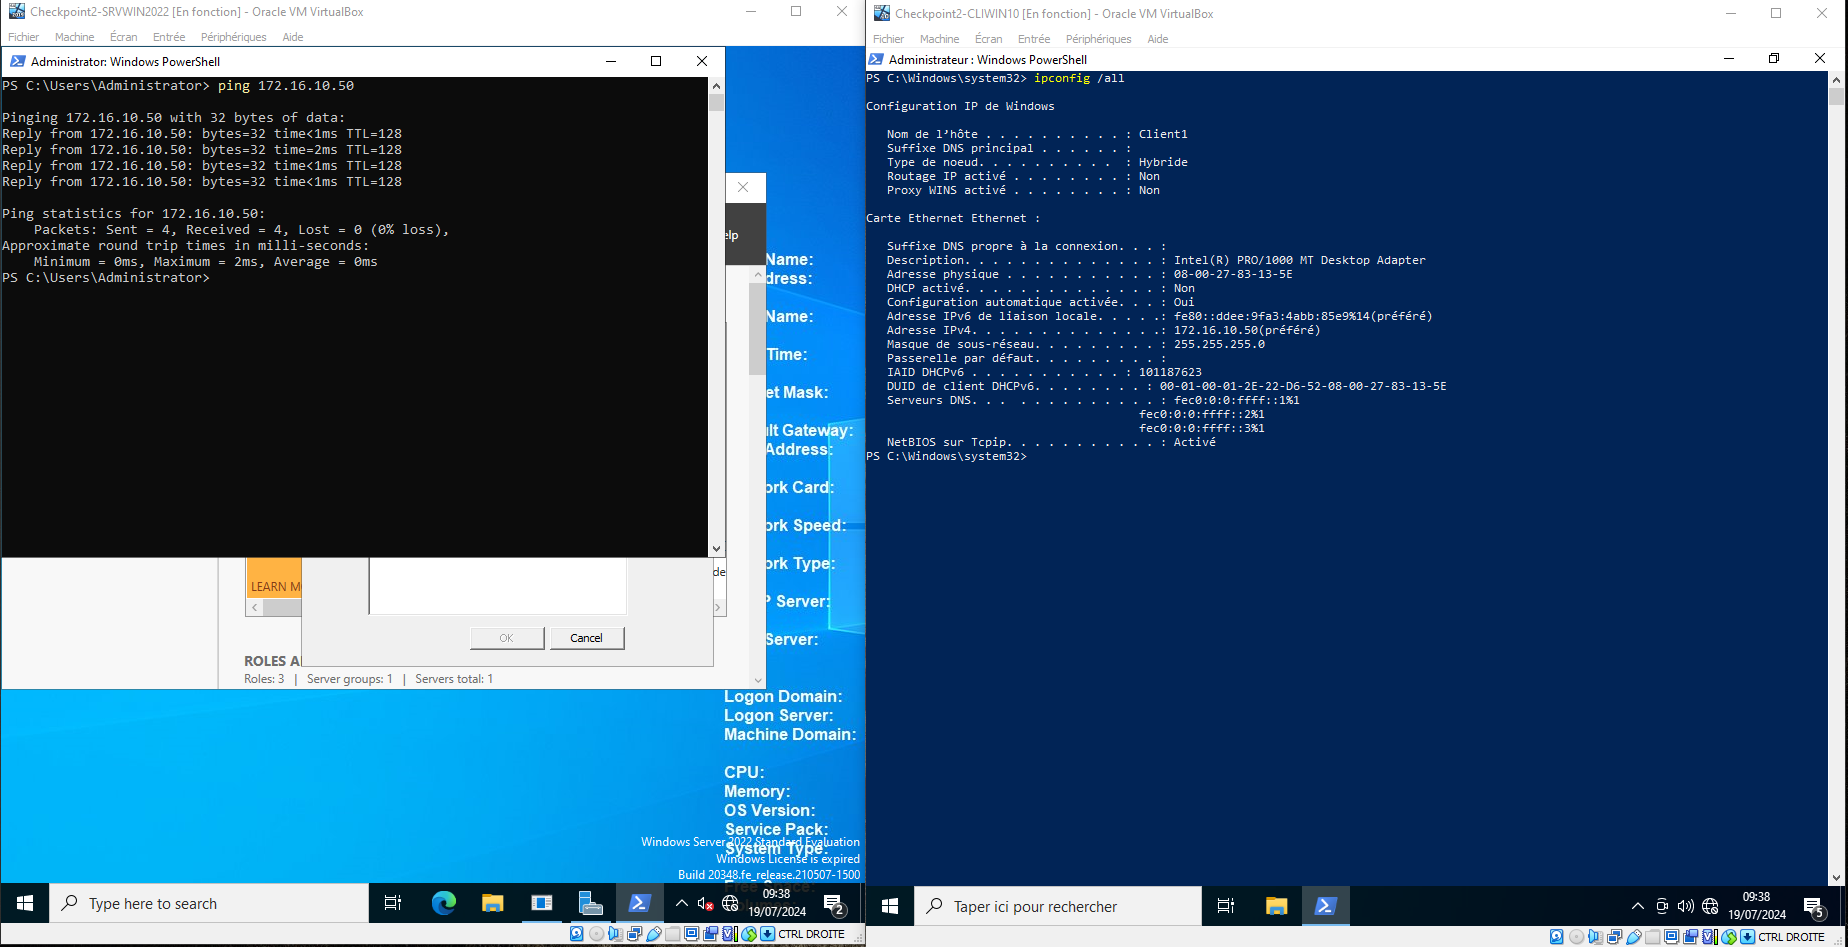 Checkpoint2-SRVWIN2022 [En fonction] - Oracle VM VirtualBox
Fichier Machine Écran Entrée Périphériques Aide
Administrator: Windows PowerShell
PS C:\Users\Administrator> ping 172.16.10.50
Pinging 172.16.10.50 with 32 bytes of data:
Reply from 172.16.10.50: bytes=32 time<1ms TTL=128
Reply from 172.16.10.50: bytes=32 time=2ms TTL=128
Reply from 172.16.10.50: bytes=32 time<1ms TTL=128
Reply from 172.16.10.50: bytes=32 time<1ms TTL=128
Ping statistics for 172.16.10.50:
Packets: Sent = 4, Received = 4, Lost = 0 (0% loss),
Approximate round trip times in milli-seconds:
Minimum = 0ms, Maximum = 2ms, Average = 0ms
PS C:\Users\Administrator>
elp
Name:
dress:
Name:
Time:
et Mask:
ult Gateway:
Address:
ork Card:
ork Speed:
ork Type:
P Server:
Server:
LEARN M
de
OK Cancel
ROLES A
Roles: 3 | Server groups: 1 | Servers total: 1
Logon Domain:
Logon Server:
Machine Domain:
CPU:
Memory:
OS Version:
Service Pack:
Windows Server 2022 Standard Evaluation
System Type:
Windows License is expired
Build 20348.fe_release.210507-1500
Free Space:
Type here to search
09:38
19/07/2024
2
CTRL DROITE
Checkpoint2-CLIWIN10 [En fonction] - Oracle VM VirtualBox
Fichier Machine Écran Entrée Périphériques Aide
Administrateur : Windows PowerShell
PS C:\Windows\system32> ipconfig /all
Configuration IP de Windows
Nom de l’hôte . . . . . . . . . . : Client1
Suffixe DNS principal . . . . . . :
Type de noeud. . . . . . . . . . : Hybride
Routage IP activé . . . . . . . . : Non
Proxy WINS activé . . . . . . . . : Non
Carte Ethernet Ethernet :
Suffixe DNS propre à la connexion. . . :
Description. . . . . . . . . . . . . . : Intel(R) PRO/1000 MT Desktop Adapter
Adresse physique . . . . . . . . . . . : 08-00-27-83-13-5E
DHCP activé. . . . . . . . . . . . . . : Non
Configuration automatique activée. . . : Oui
Adresse IPv6 de liaison locale. . . . .: fe80::ddee:9fa3:4abb:85e9%14(préféré)
Adresse IPv4. . . . . . . . . . . . . .: 172.16.10.50(préféré)
Masque de sous-réseau. . . . . . . . . : 255.255.255.0
Passerelle par défaut. . . . . . . . . :
IAID DHCPv6 . . . . . . . . . . . : 101187623
DUID de client DHCPv6. . . . . . . . : 00-01-00-01-2E-22-D6-52-08-00-27-83-13-5E
Serveurs DNS. . . . . . . . . . . . . : fec0:0:0:ffff::1%1
fec0:0:0:ffff::2%1
fec0:0:0:ffff::3%1
NetBIOS sur Tcpip. . . . . . . . . . . : Activé
PS C:\Windows\system32>
Taper ici pour rechercher
09:38
19/07/2024
5
CTRL DROITE